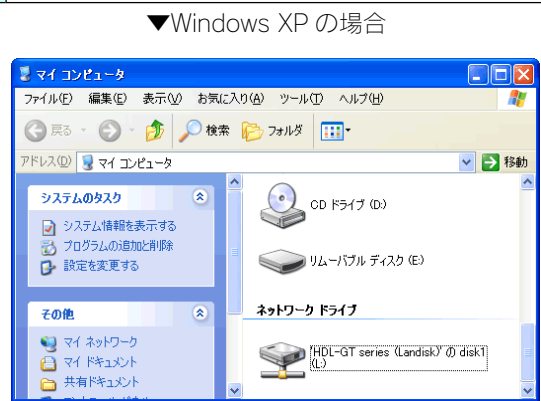 ▼Windows XP の場合
マイ コンピュータ
ファイル(F) 編集(E) 表示(V) お気に入り(A) ツール(T) ヘルプ(H)
戻る 検索 フォルダ
アドレス(D) マイ コンピュータ 移動
システムのタスク
システム情報を表示する
プログラムの追加と削除
設定を変更する
その他
マイ ネットワーク
マイ ドキュメント
共有ドキュメント
CD ドライブ (D:)
リムーバブル ディスク (E:)
ネットワーク ドライブ
'HDL-GT series (Landisk)' の disk1
(L:)